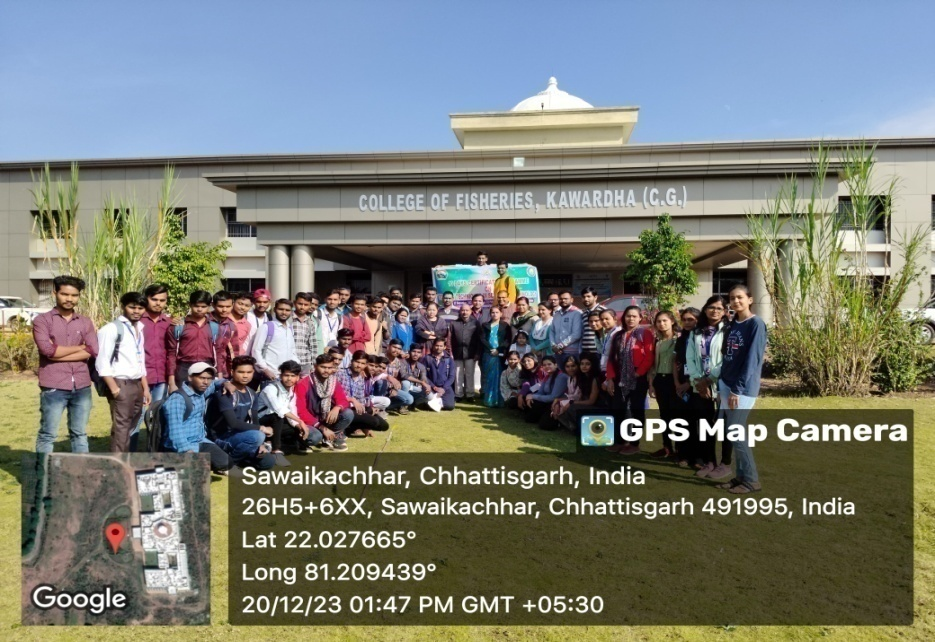 COLLEGE OF FISHERIES, KAWARDHA (C.G.)
GPS Map Camera
Sawaikachhar, Chhattisgarh, India
26H5+6XX, Sawaikachhar, Chhattisgarh 491995, India
Lat 22.027665°
Long 81.209439°
20/12/23 01:47 PM GMT +05:30
Google